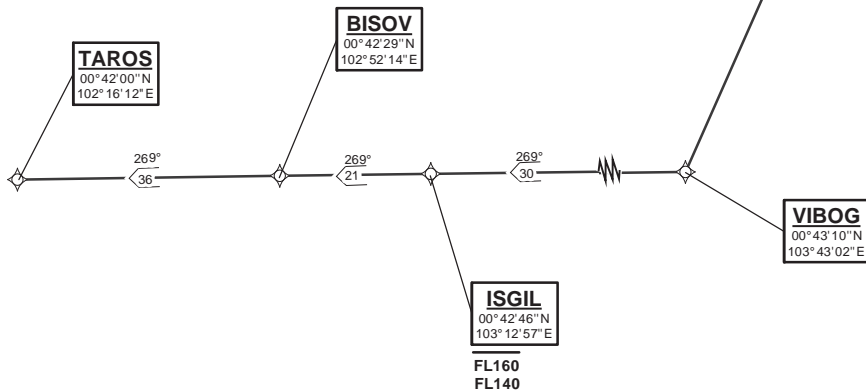 BISOV
00°42'29"N
102°52'14"E
TAROS
00°42'00"N
102°16'12"E
269°
36
269°
21
269°
30
VIBOG
00°43'10"N
103°43'02"E
ISGIL
00°42'46"N
103°12'57"E
FL160
FL140